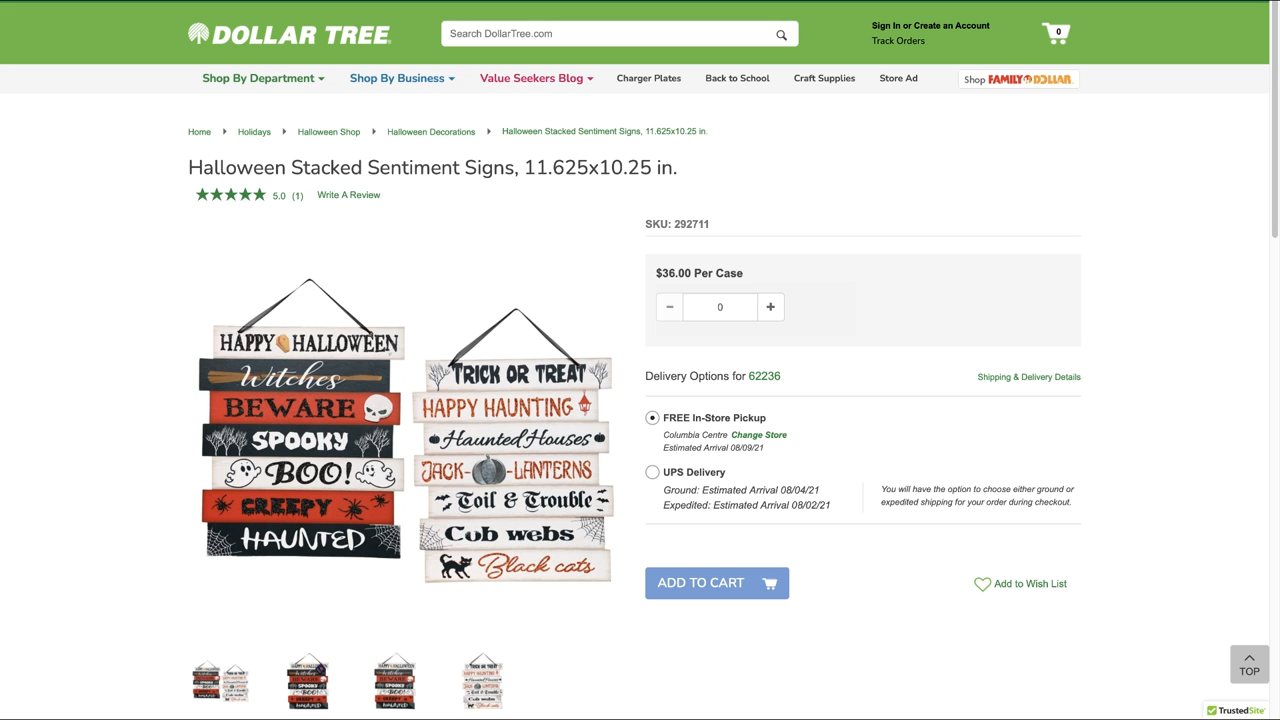 DOLLAR TREE
Search DollarTree.com
Sign In or Create an Account
Track Orders
0
Shop By Department
Shop By Business
Value Seekers Blog
Charger Plates
Back to School
Craft Supplies
Store Ad
Shop FAMILY DOLLAR
Home
Holidays
Halloween Shop
Halloween Decorations
Halloween Stacked Sentiment Signs, 11.625x10.25 in.
Halloween Stacked Sentiment Signs, 11.625x10.25 in.
5.0 (1) Write A Review
HAPPY HALLOWEEN
Witches
BEWARE
SPOOKY
BOO!
CREEPY
HAUNTED
TRICK OR TREAT
HAPPY HAUNTING
Haunted Houses
JACK-O-LANTERNS
Toil & Trouble
Cob webs
Black cats
SKU: 292711
$36.00 Per Case
− 0 +
Delivery Options for 62236
Shipping & Delivery Details
FREE In-Store Pickup
Columbia Centre Change Store
Estimated Arrival 08/09/21
UPS Delivery
Ground: Estimated Arrival 08/04/21
Expedited: Estimated Arrival 08/02/21
You will have the option to choose either ground or
expedited shipping for your order during checkout.
ADD TO CART
Add to Wish List
TOP
TrustedSite